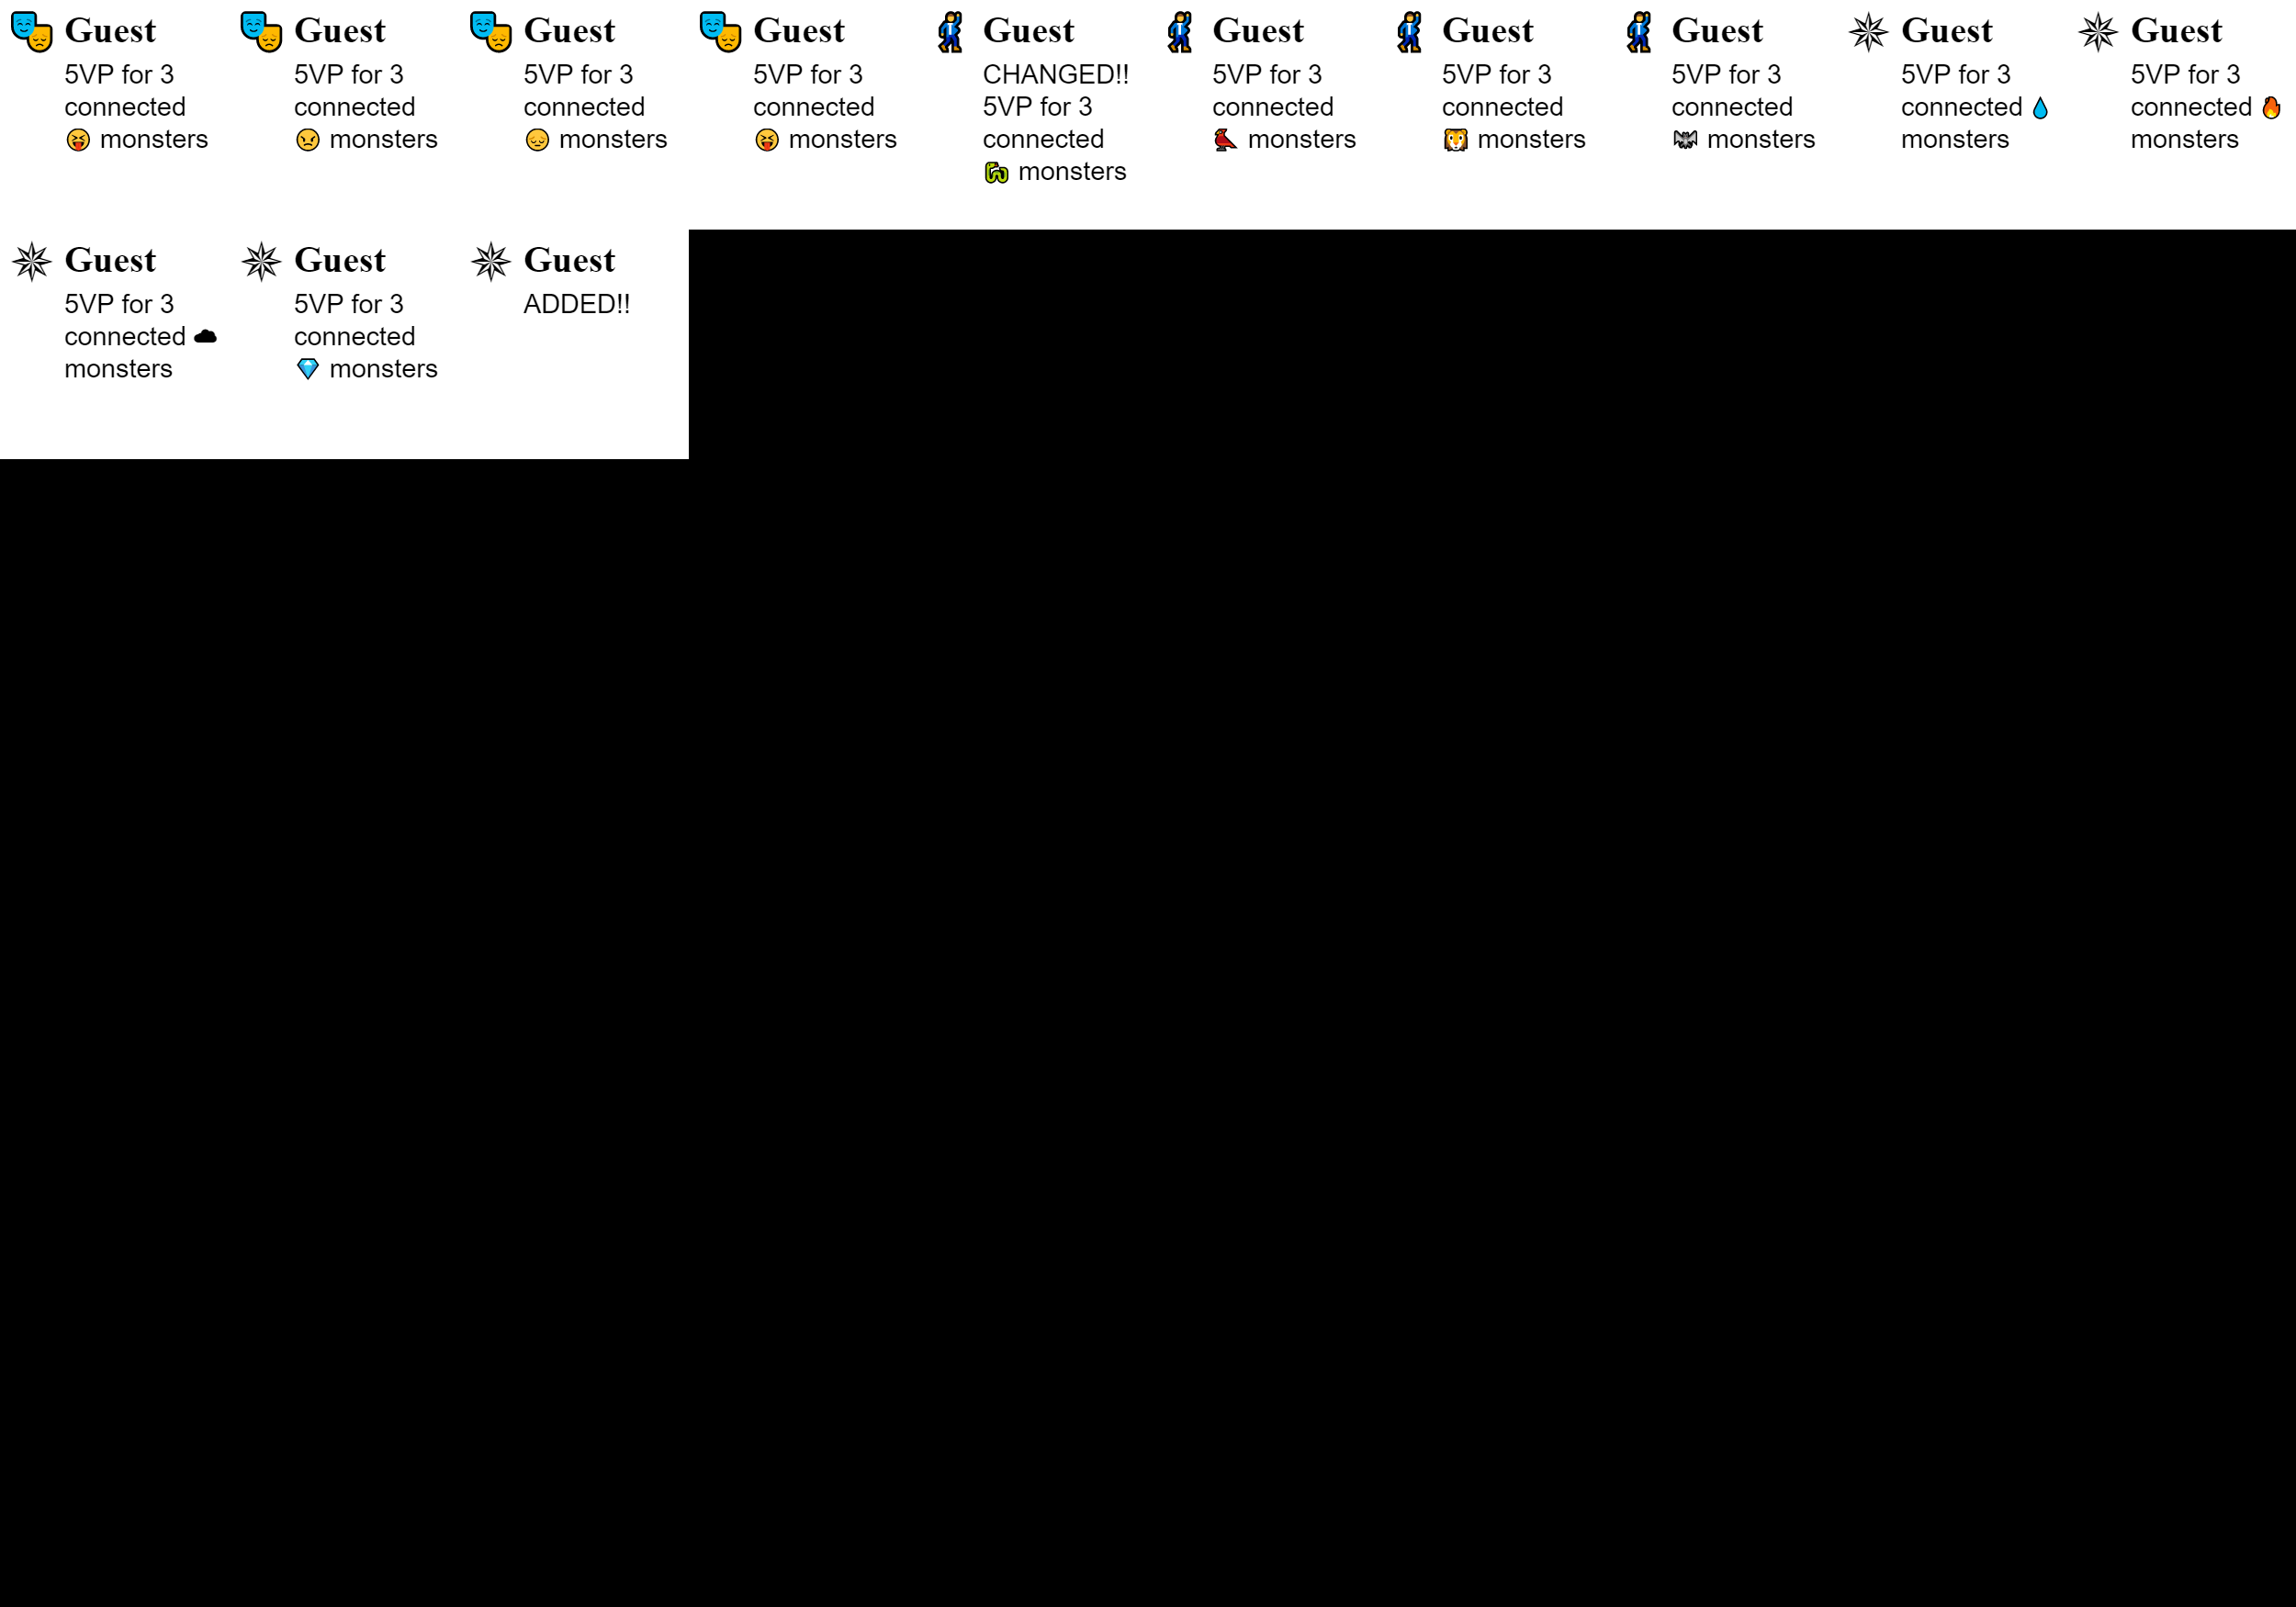 Guest
5VP for 3
connected
😝 monsters
Guest
5VP for 3
connected
😠 monsters
Guest
5VP for 3
connected
😔 monsters
Guest
5VP for 3
connected
😝 monsters
Guest
CHANGED!!
5VP for 3
connected
🐍 monsters
Guest
5VP for 3
connected
🐦 monsters
Guest
5VP for 3
connected
🦁 monsters
Guest
5VP for 3
connected
🦇 monsters
Guest
5VP for 3
connected 💧
monsters
Guest
5VP for 3
connected 🔥
monsters
Guest
5VP for 3
connected ☁
monsters
Guest
5VP for 3
connected
💎 monsters
Guest
ADDED!!